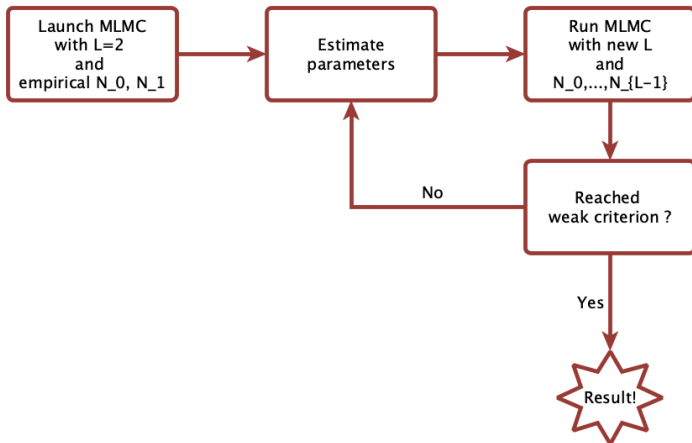 Launch MLMC
with L=2
and
empirical N_0, N_1
Estimate
parameters
Run MLMC
with new L
and
N_0,...,N_{L-1}
No
Reached
weak criterion ?
Yes
Result!